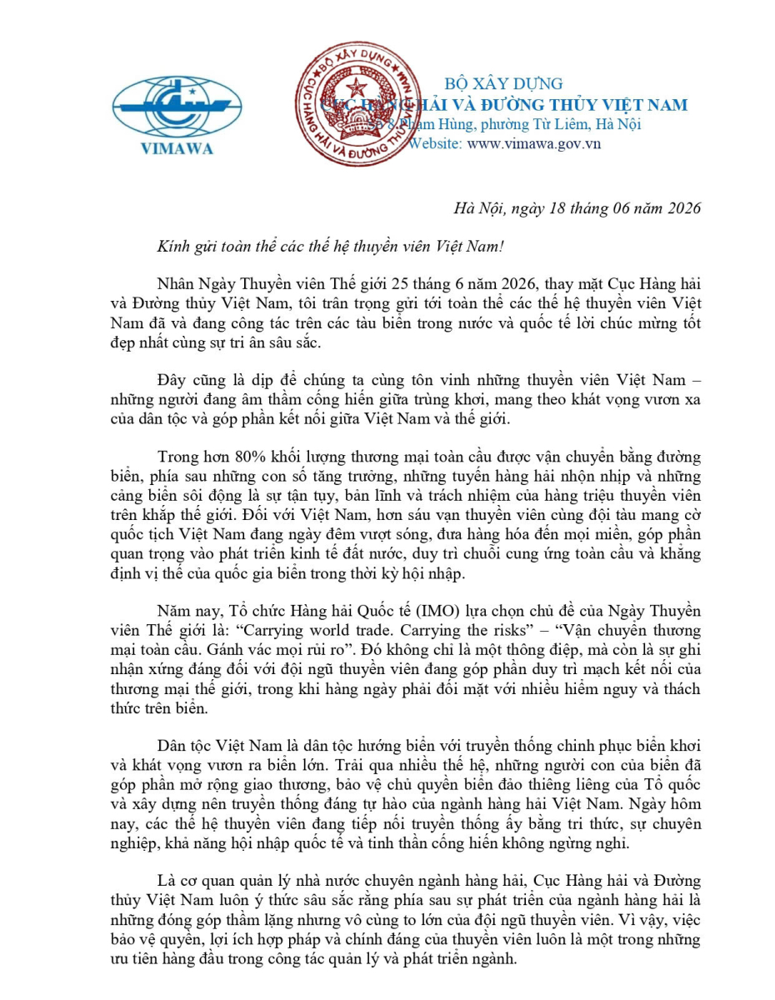 VIMAWA
BỘ XÂY DỰNG
CỤC HÀNG HẢI VÀ ĐƯỜNG THỦY VIỆT NAM
Số 8 Phạm Hùng, phường Từ Liêm, Hà Nội
Website: www.vimawa.gov.vn
BỘ XÂY DỰNG
CỤC HÀNG HẢI VÀ ĐƯỜNG THỦY VIỆT NAM
Hà Nội, ngày 18 tháng 06 năm 2026
Kính gửi toàn thể các thế hệ thuyền viên Việt Nam!
Nhân Ngày Thuyền viên Thế giới 25 tháng 6 năm 2026, thay mặt Cục Hàng hải
và Đường thủy Việt Nam, tôi trân trọng gửi tới toàn thể các thế hệ thuyền viên Việt
Nam đã và đang công tác trên các tàu biển trong nước và quốc tế lời chúc mừng tốt
đẹp nhất cùng sự tri ân sâu sắc.
Đây cũng là dịp để chúng ta cùng tôn vinh những thuyền viên Việt Nam –
những người đang âm thầm cống hiến giữa trùng khơi, mang theo khát vọng vươn xa
của dân tộc và góp phần kết nối giữa Việt Nam và thế giới.
Trong hơn 80% khối lượng thương mại toàn cầu được vận chuyển bằng đường
biển, phía sau những con số tăng trưởng, những tuyến hàng hải nhộn nhịp và những
cảng biển sôi động là sự tận tụy, bản lĩnh và trách nhiệm của hàng triệu thuyền viên
trên khắp thế giới. Đối với Việt Nam, hơn sáu vạn thuyền viên cùng đội tàu mang cờ
quốc tịch Việt Nam đang ngày đêm vượt sóng, đưa hàng hóa đến mọi miền, góp phần
quan trọng vào phát triển kinh tế đất nước, duy trì chuỗi cung ứng toàn cầu và khẳng
định vị thế của quốc gia biển trong thời kỳ hội nhập.
Năm nay, Tổ chức Hàng hải Quốc tế (IMO) lựa chọn chủ đề của Ngày Thuyền
viên Thế giới là: “Carrying world trade. Carrying the risks” – “Vận chuyển thương
mại toàn cầu. Gánh vác mọi rủi ro”. Đó không chỉ là một thông điệp, mà còn là sự ghi
nhận xứng đáng đối với đội ngũ thuyền viên đang góp phần duy trì mạch kết nối của
thương mại thế giới, trong khi hàng ngày phải đối mặt với nhiều hiểm nguy và thách
thức trên biển.
Dân tộc Việt Nam là dân tộc hướng biển với truyền thống chinh phục biển khơi
và khát vọng vươn ra biển lớn. Trải qua nhiều thế hệ, những người con của biển đã
góp phần mở rộng giao thương, bảo vệ chủ quyền biển đảo thiêng liêng của Tổ quốc
và xây dựng nên truyền thống đáng tự hào của ngành hàng hải Việt Nam. Ngày hôm
nay, các thế hệ thuyền viên đang tiếp nối truyền thống ấy bằng tri thức, sự chuyên
nghiệp, khả năng hội nhập quốc tế và tinh thần cống hiến không ngừng nghỉ.
Là cơ quan quản lý nhà nước chuyên ngành hàng hải, Cục Hàng hải và Đường
thủy Việt Nam luôn ý thức sâu sắc rằng phía sau sự phát triển của ngành hàng hải là
những đóng góp thầm lặng nhưng vô cùng to lớn của đội ngũ thuyền viên. Vì vậy, việc
bảo vệ quyền, lợi ích hợp pháp và chính đáng của thuyền viên luôn là một trong những
ưu tiên hàng đầu trong công tác quản lý và phát triển ngành.